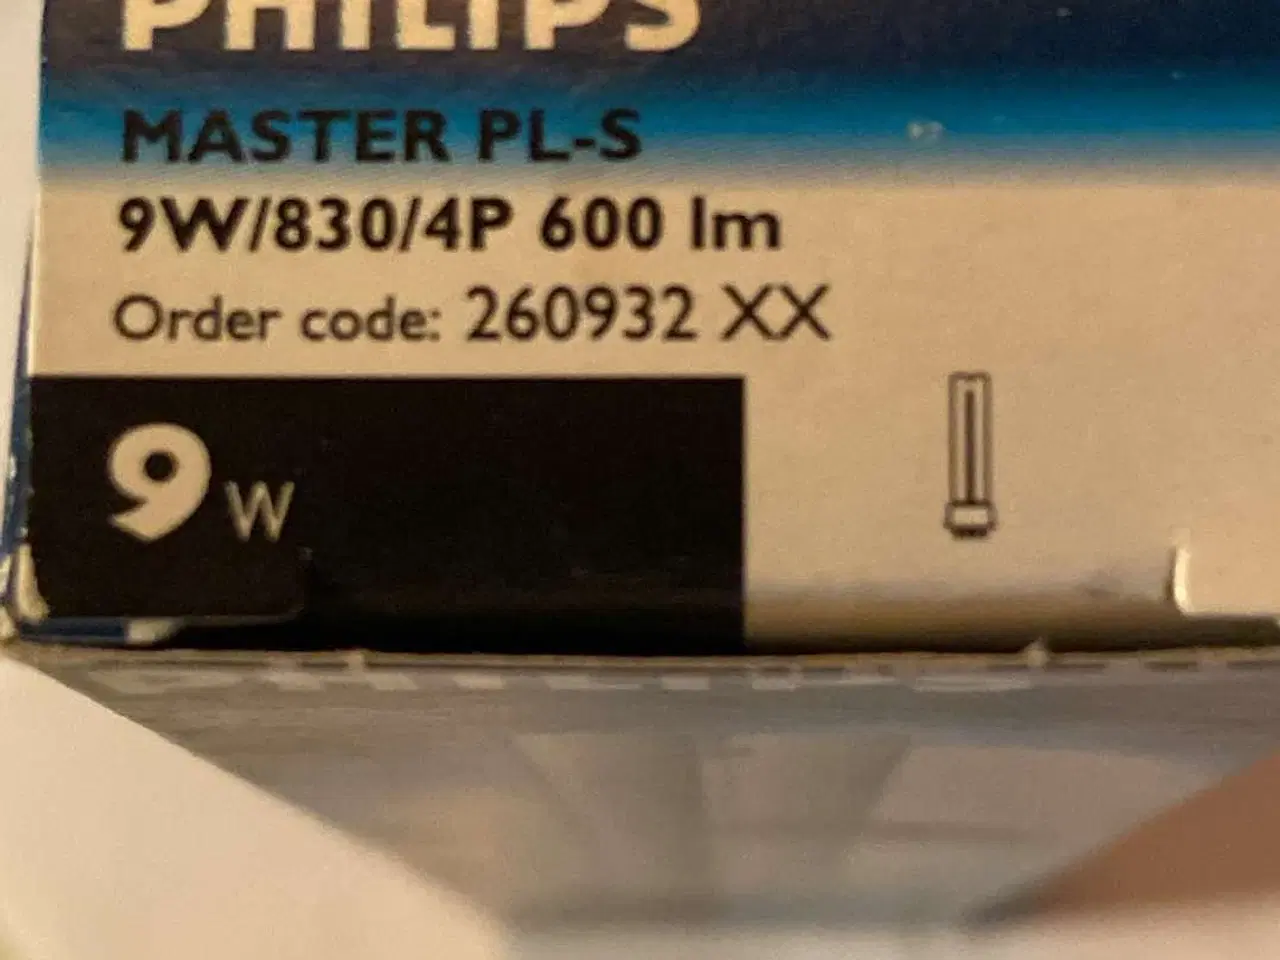 PHILIPS
MASTER PL-S
9W/830/4P 600 lm
Order code: 260932 XX
9 W